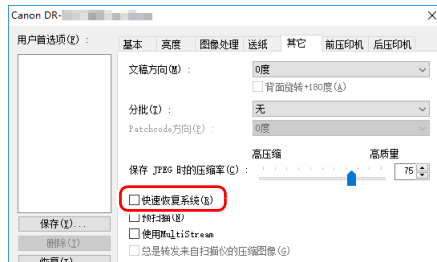 Canon DR-
用户首选项(P) :
基本 亮度 图像处理 送纸 其它 前压印机 后压印机
文稿方向(M) :
0度
背面旋转+180度(A)
分批(I) :
无
Patchcode方向(P) :
0度
高压缩 高质量
保存 JPEG 时的压缩率(C) :
75
快速恢复系统(R)
预扫描(N)
使用MultiStream
总是转发来自扫描仪的压缩图像(G)
保存(Y)...
删除(T)